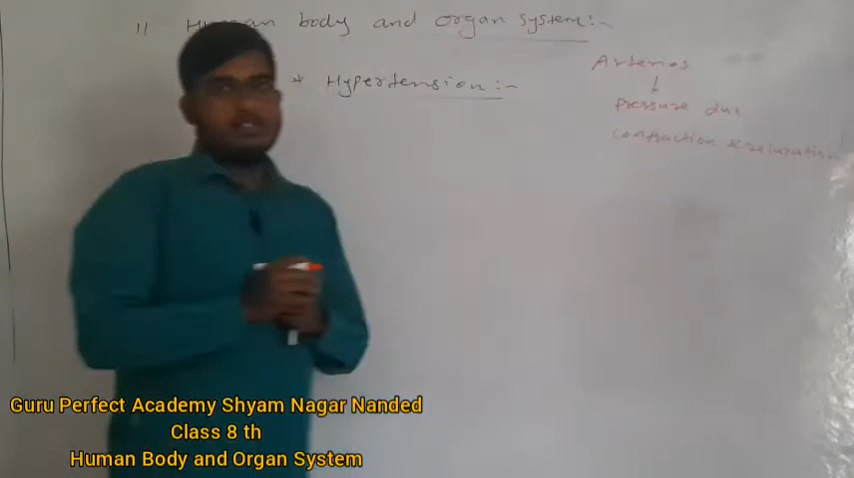 11 Human body and organ system:-
* Hypertension:-
Arteries
↓
Pressure due
contraction & relaxation
Guru Perfect Academy Shyam Nagar Nanded
Class 8 th
Human Body and Organ System